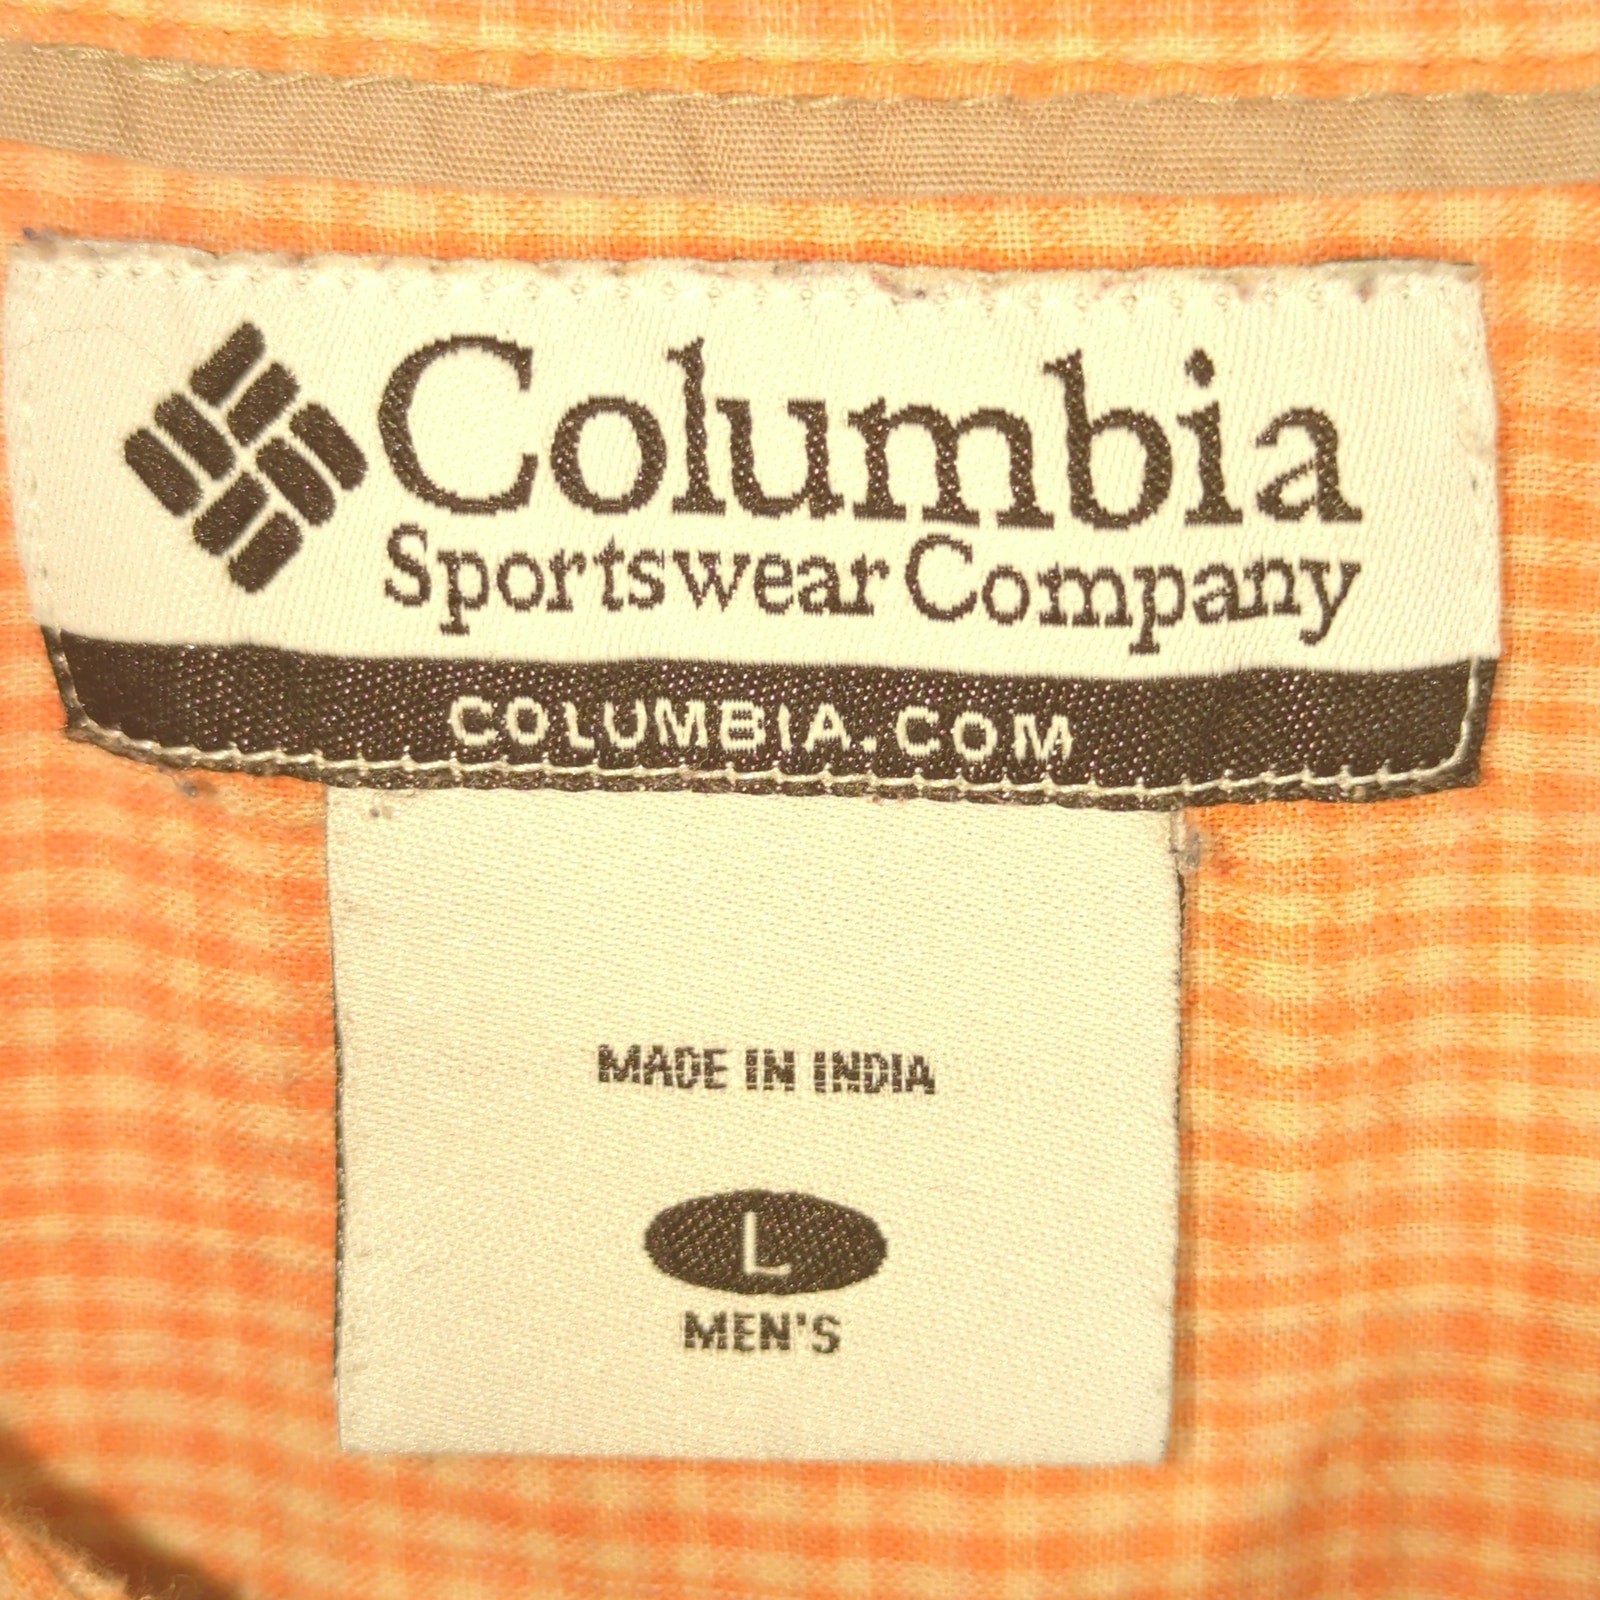 Columbia
Sportswear Company
COLUMBIA.COM
MADE IN INDIA
L
MEN'S